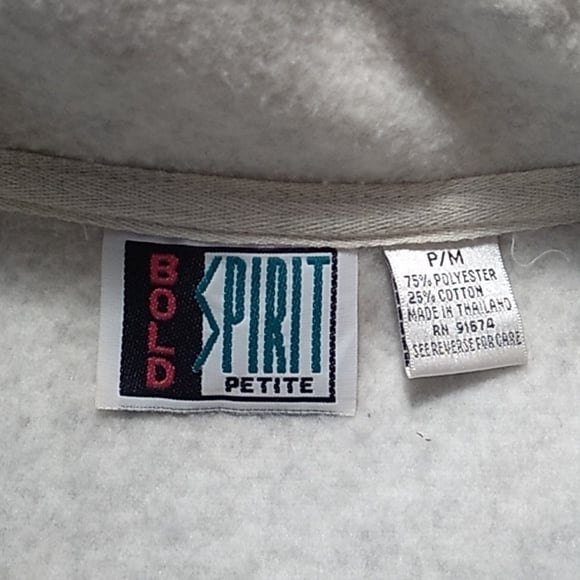 BOLD
SPIRIT
PETITE
P/M
75% POLYESTER
25% COTTON
MADE IN THAILAND
RN 91674
SEE REVERSE FOR CARE